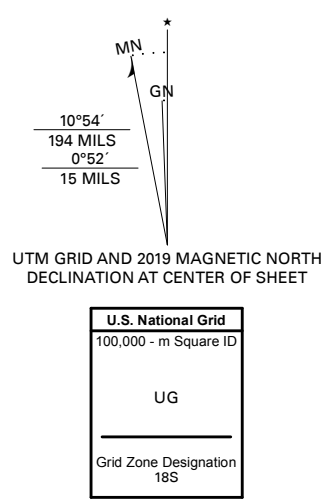 MN
GN
10°54´
194 MILS
0°52´
15 MILS
UTM GRID AND 2019 MAGNETIC NORTH
DECLINATION AT CENTER OF SHEET
U.S. National Grid
100,000 - m Square ID
UG
Grid Zone Designation
18S